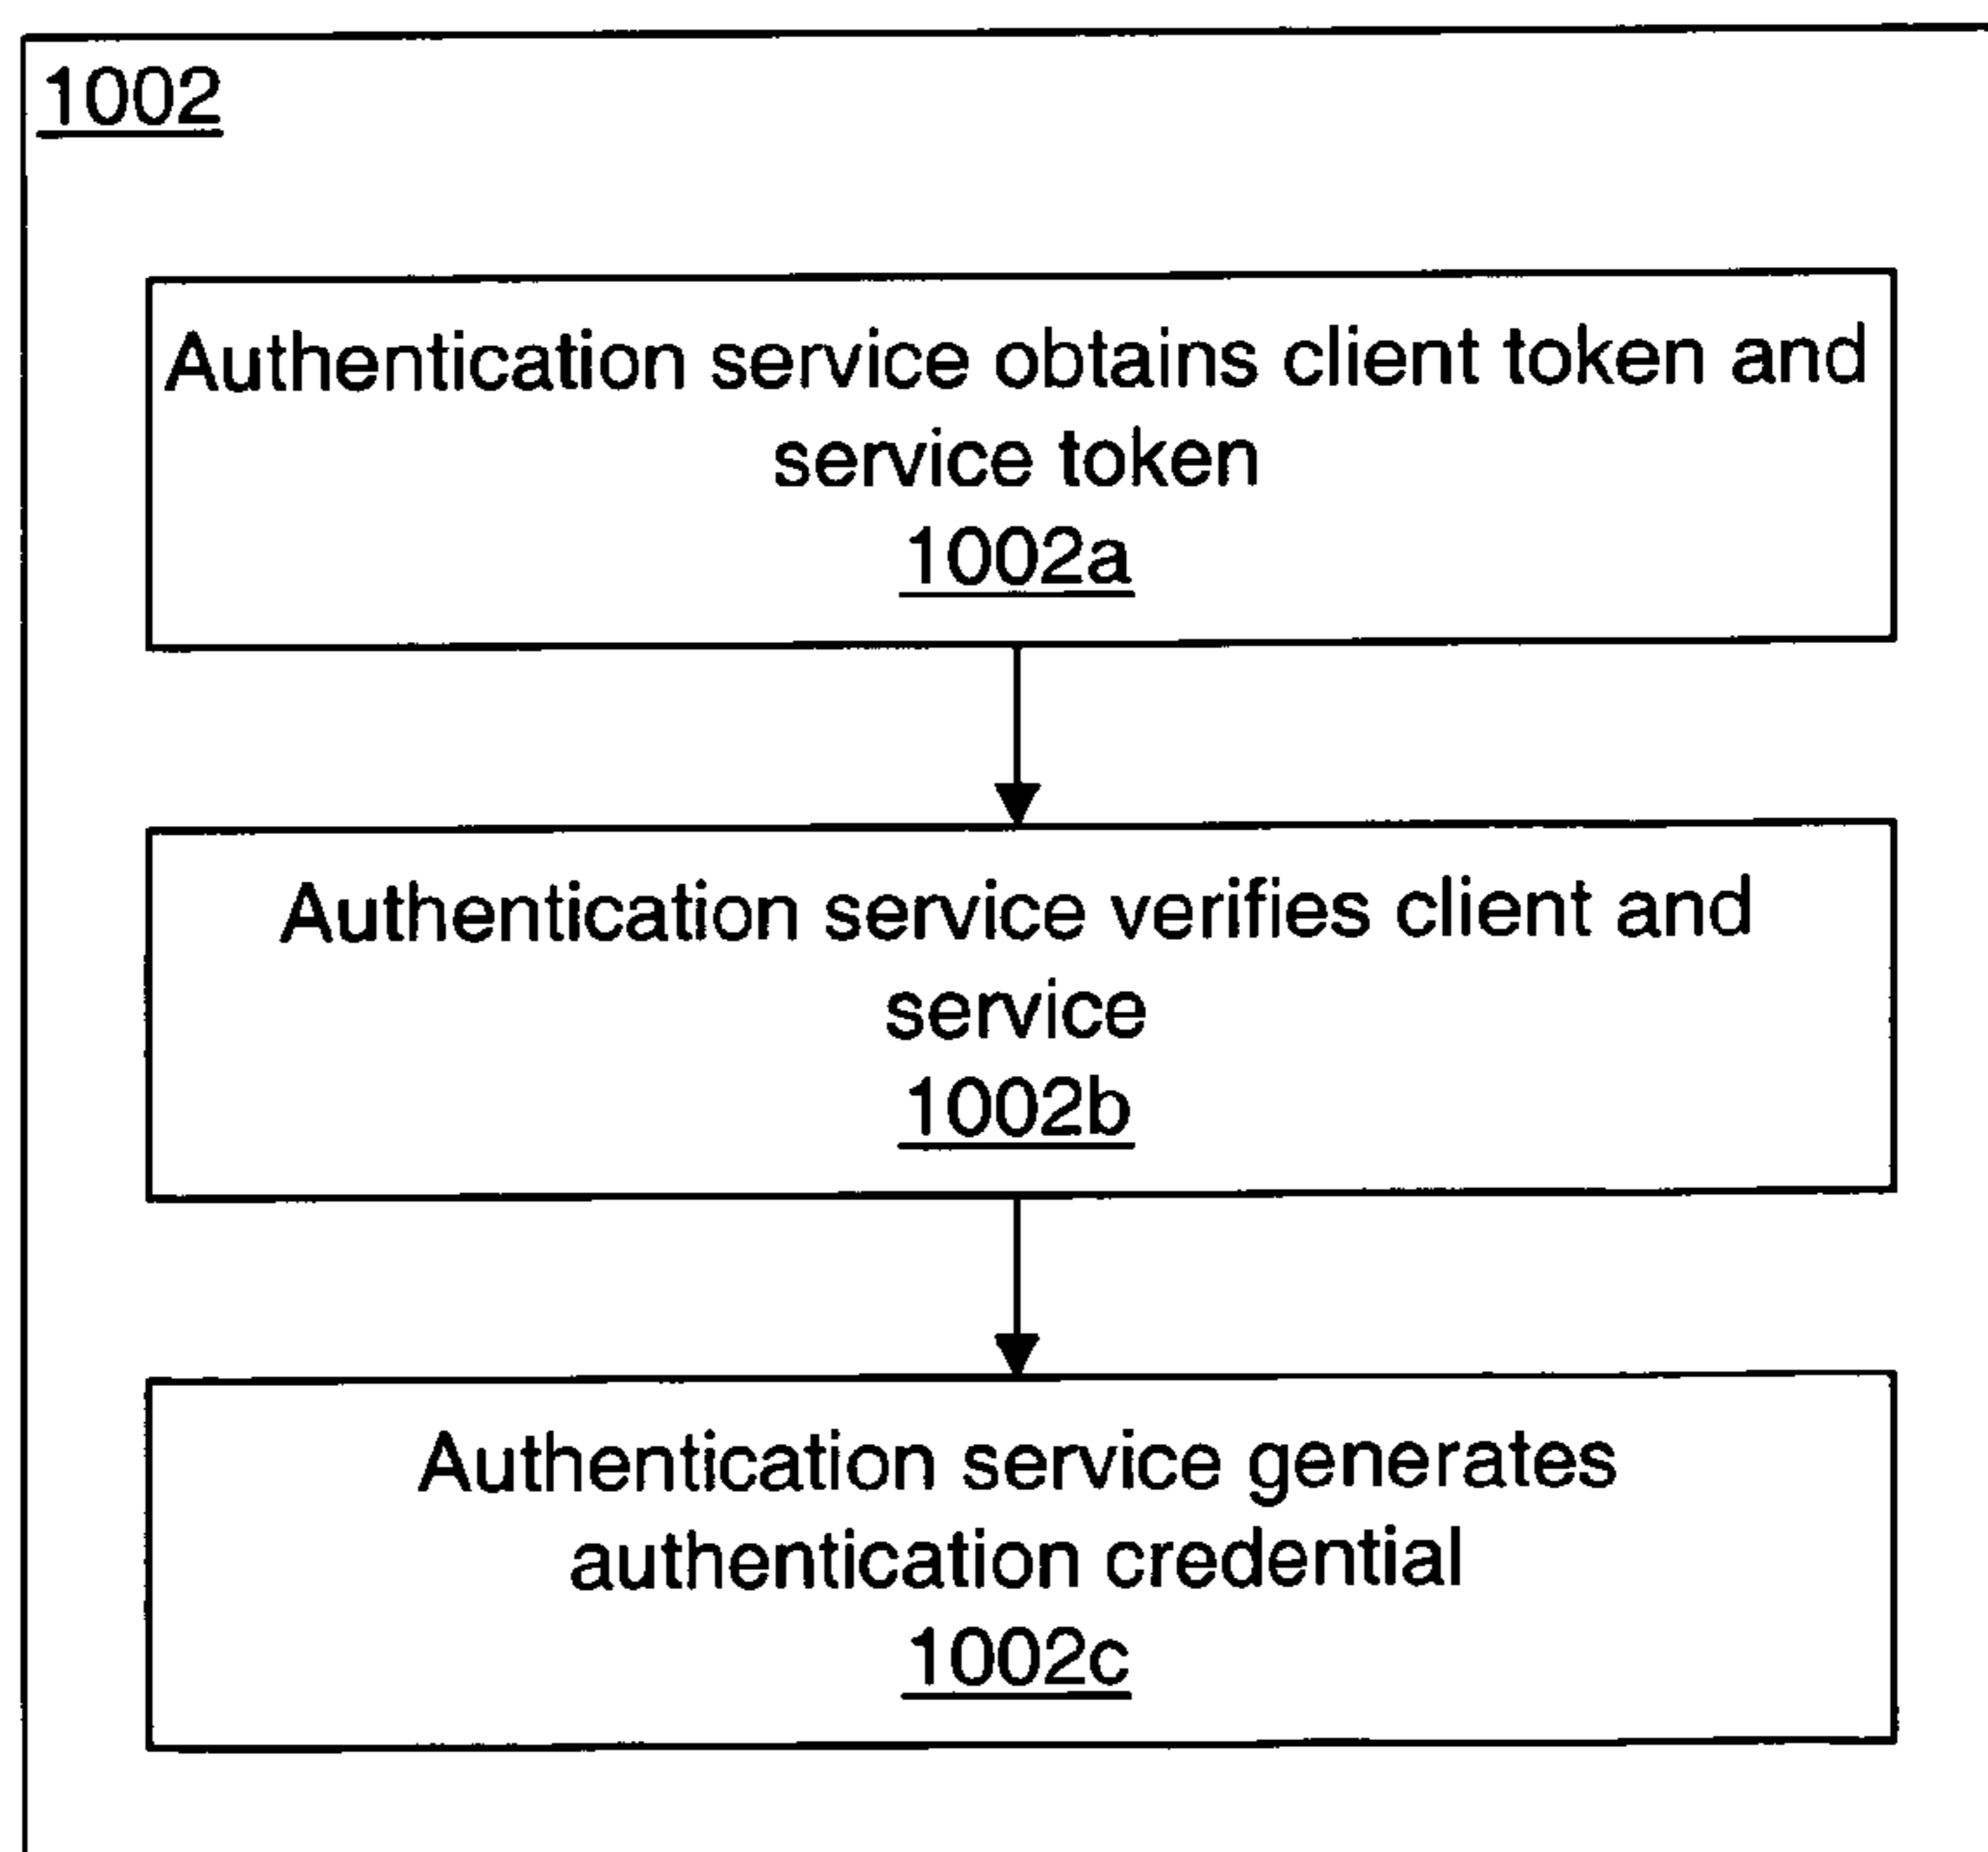 1002
Authentication service obtains client token and
service token
1002a
Authentication service verifies client and
service
1002b
Authentication service generates
authentication credential
1002c